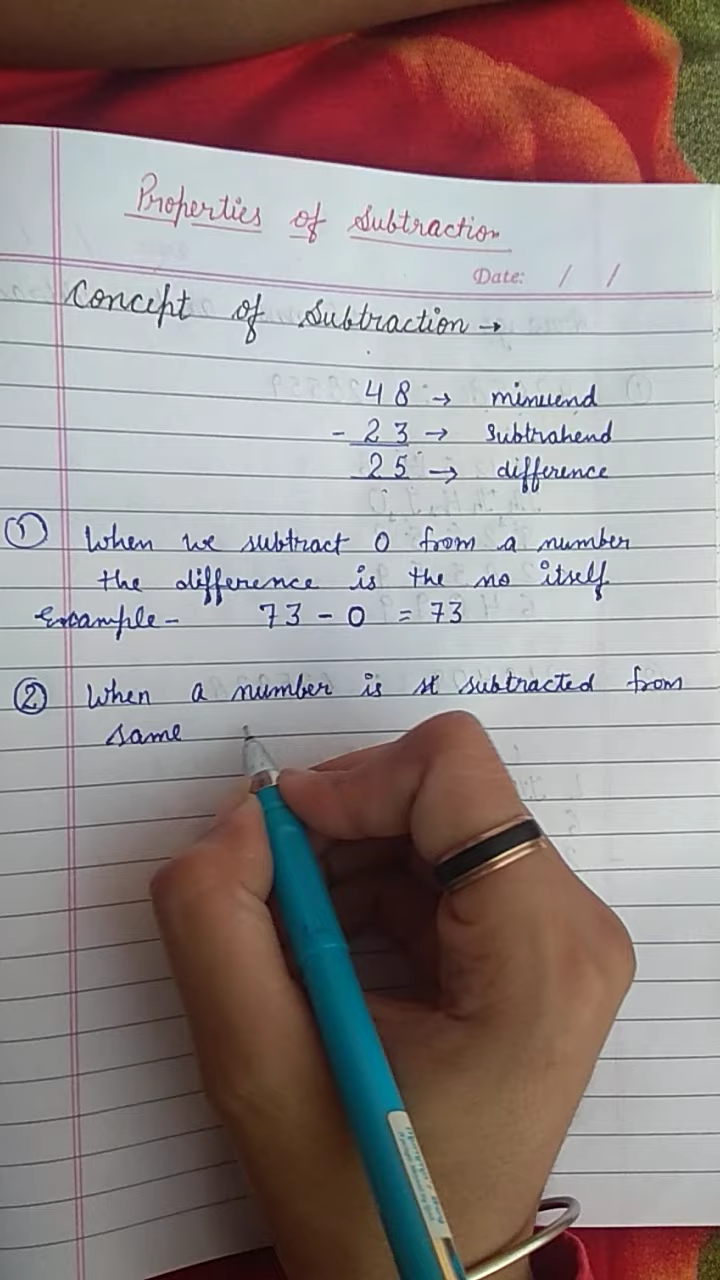 Properties of Subtraction
Date: / /
Concept of Subtraction →
48 → minuend
- 23 → Subtrahend
25 → difference
① When we subtract 0 from a number
the difference is the no itself
Example - 73 - 0 = 73
② When a number is st subtracted from
same